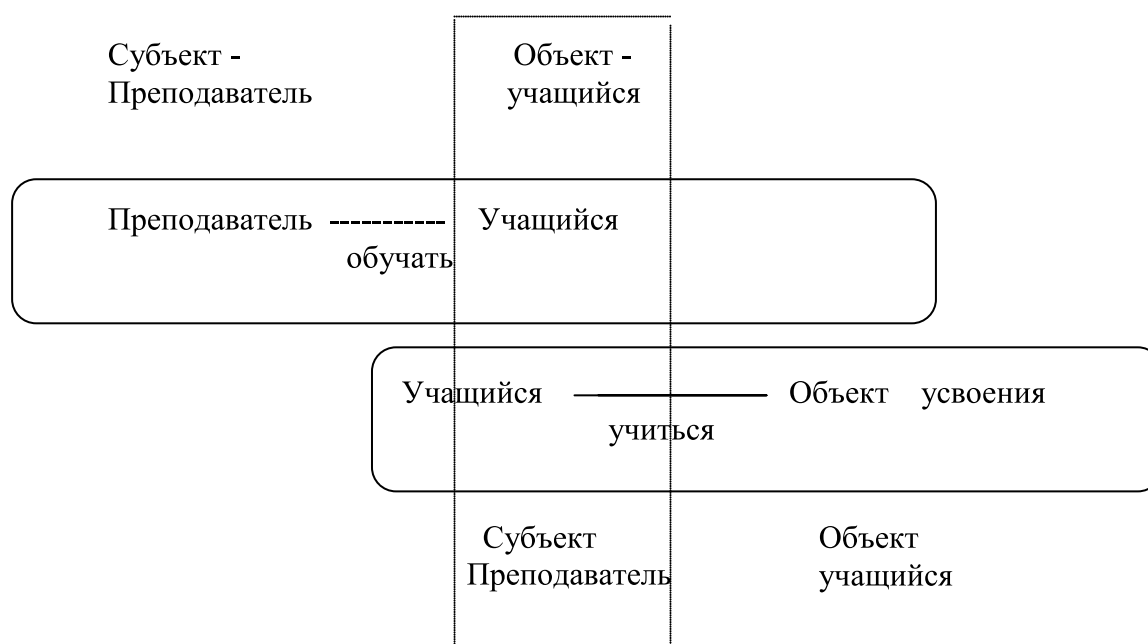 Субъект - Объект -
Преподаватель учащийся
Преподаватель ----------- Учащийся
обучать
Учащийся Объект усвоения
учиться
Субъект Объект
Преподаватель учащийся